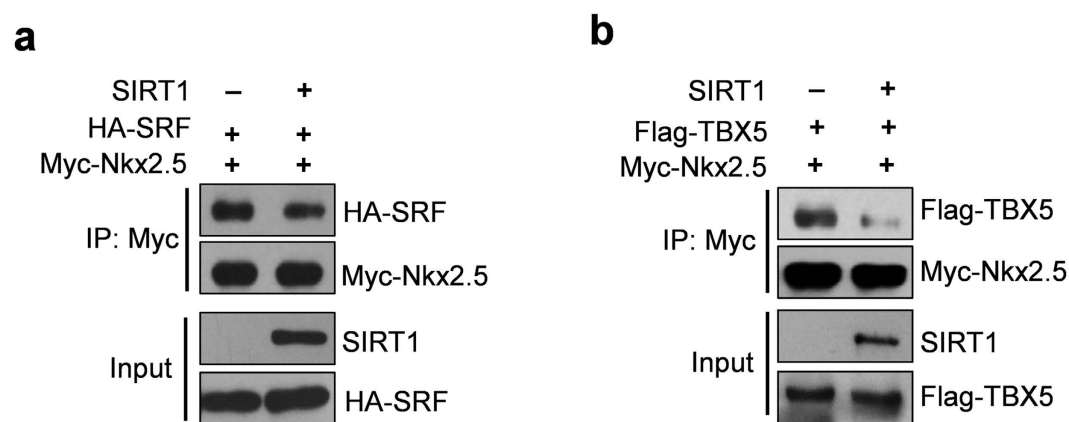 a
SIRT1 – +
HA-SRF + +
Myc-Nkx2.5 + +
IP: Myc
HA-SRF
Myc-Nkx2.5
Input
SIRT1
HA-SRF
b
SIRT1 – +
Flag-TBX5 + +
Myc-Nkx2.5 + +
IP: Myc
Flag-TBX5
Myc-Nkx2.5
Input
SIRT1
Flag-TBX5